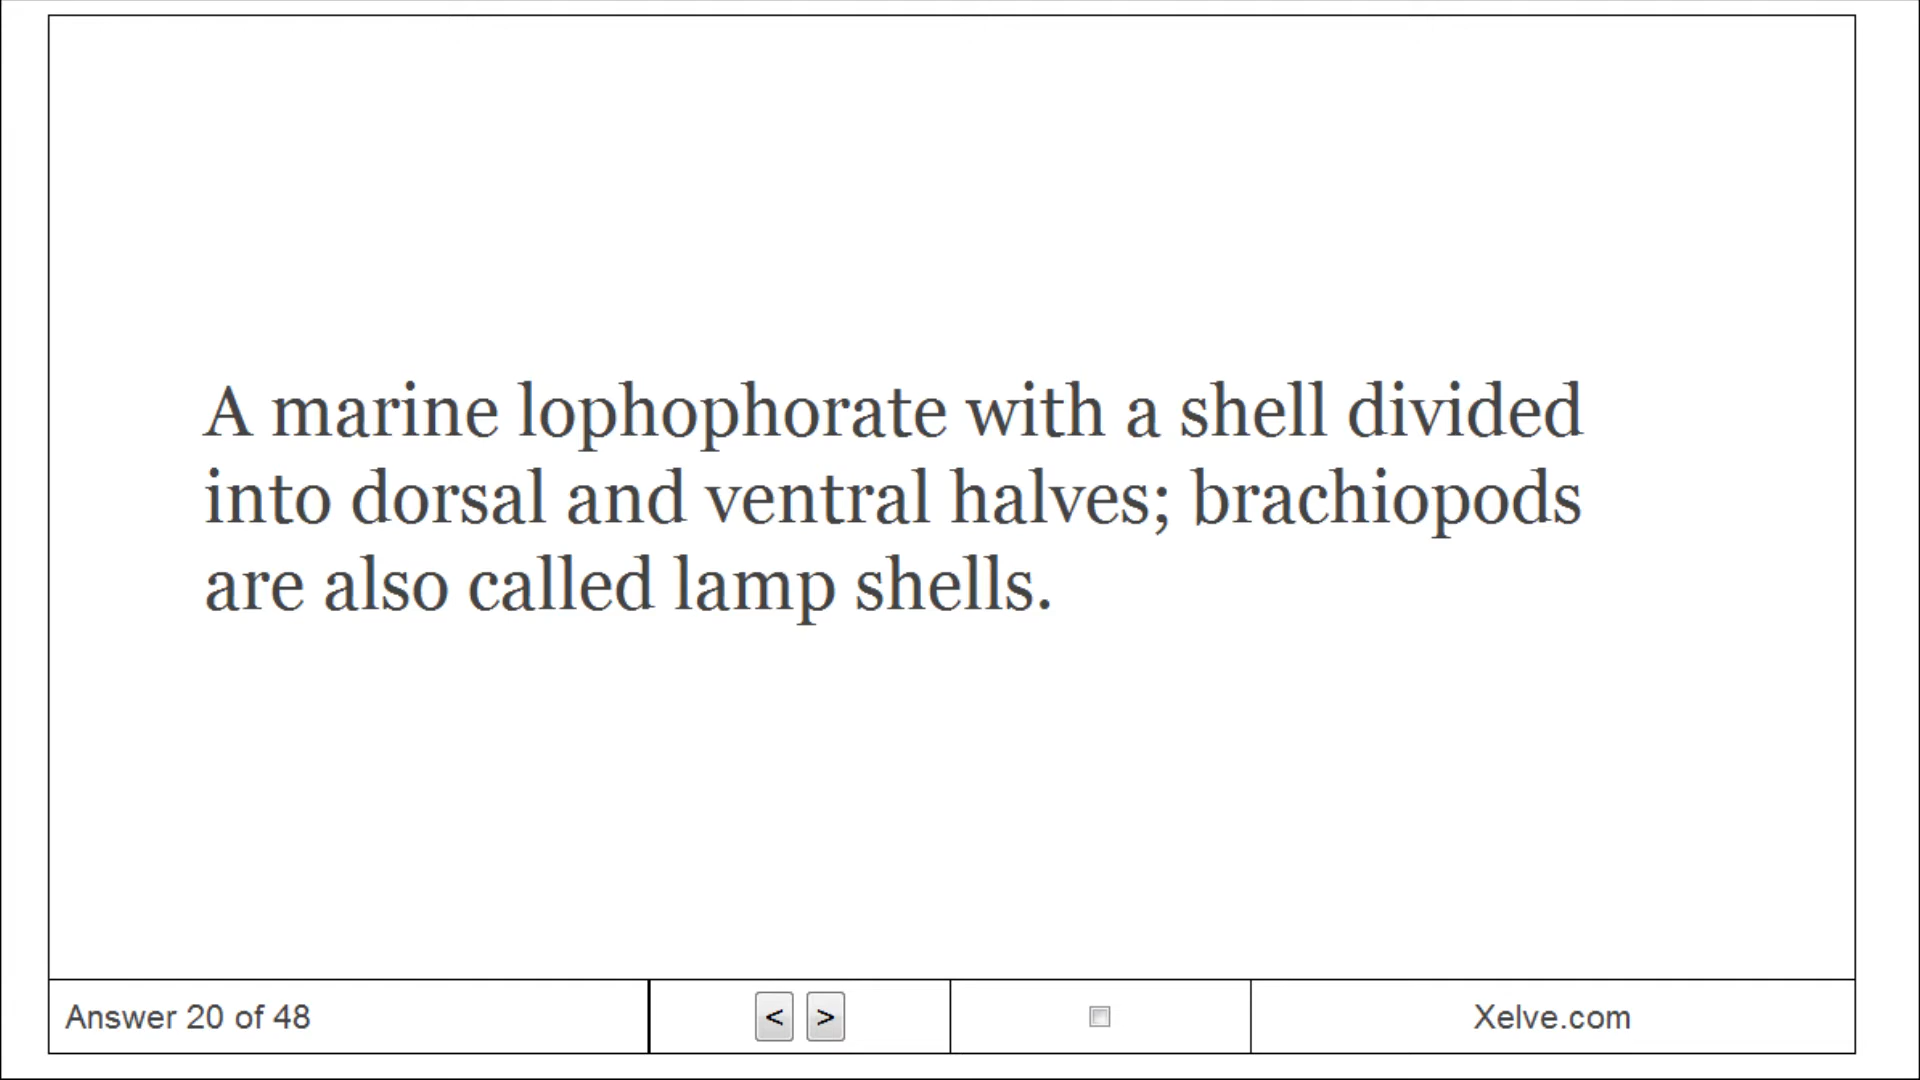 A marine lophophorate with a shell divided
into dorsal and ventral halves; brachiopods
are also called lamp shells.
Answer 20 of 48
< >
Xelve.com